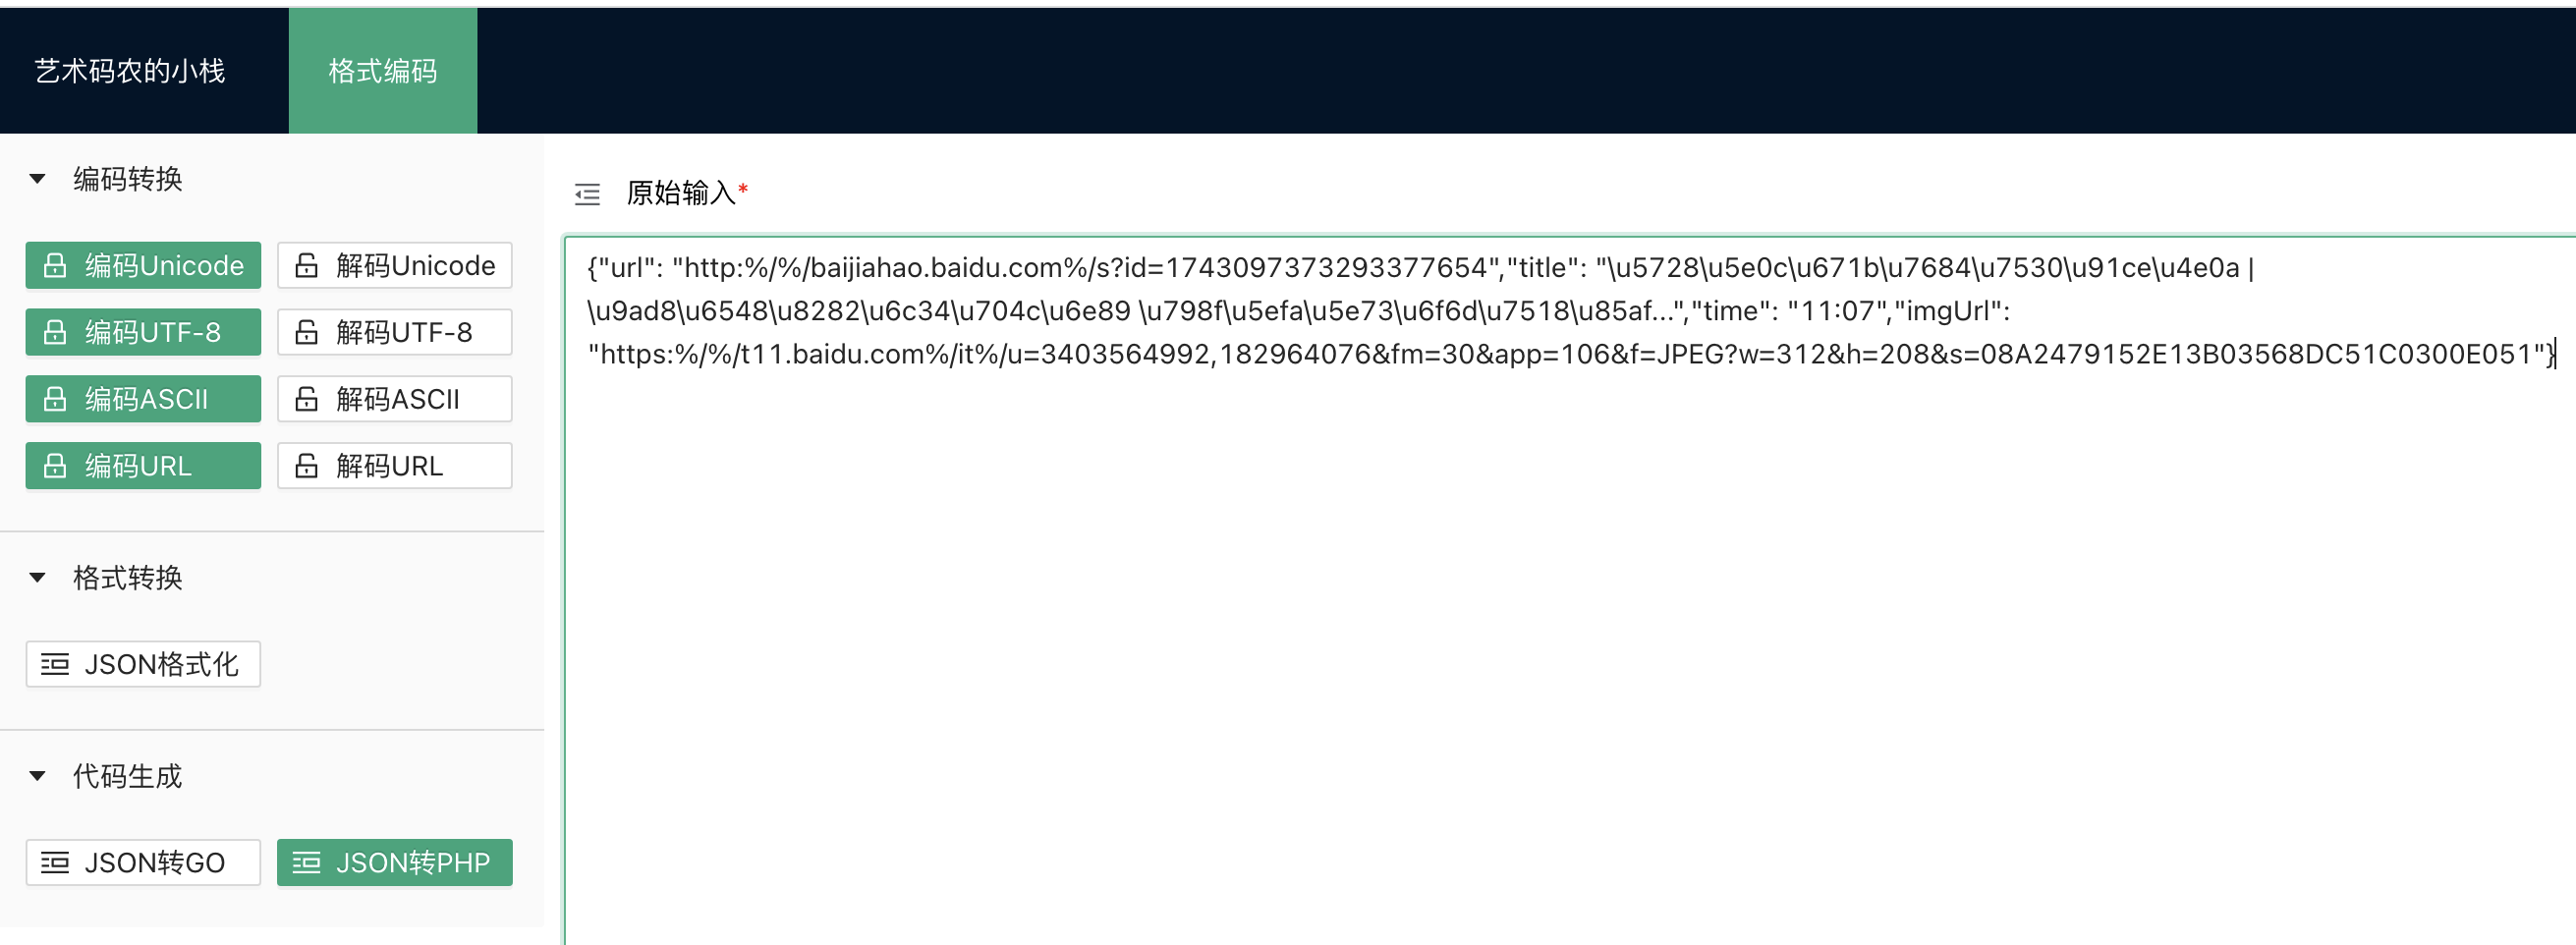 艺术码农的小栈
格式编码
编码转换
编码Unicode
解码Unicode
编码UTF-8
解码UTF-8
编码ASCII
解码ASCII
编码URL
解码URL
格式转换
JSON格式化
代码生成
JSON转GO
JSON转PHP
原始输入*
{"url": "http:%/%/baijiahao.baidu.com%/s?id=1743097373293377654","title": "\u5728\u5e0c\u671b\u7684\u7530\u91ce\u4e0a |
\u9ad8\u6548\u8282\u6c34\u704c\u6e89 \u798f\u5efa\u5e73\u6f6d\u7518\u85af...","time": "11:07","imgUrl":
"https:%/%/t11.baidu.com%/it%/u=3403564992,182964076&fm=30&app=106&f=JPEG?w=312&h=208&s=08A2479152E13B03568DC51C0300E051"}